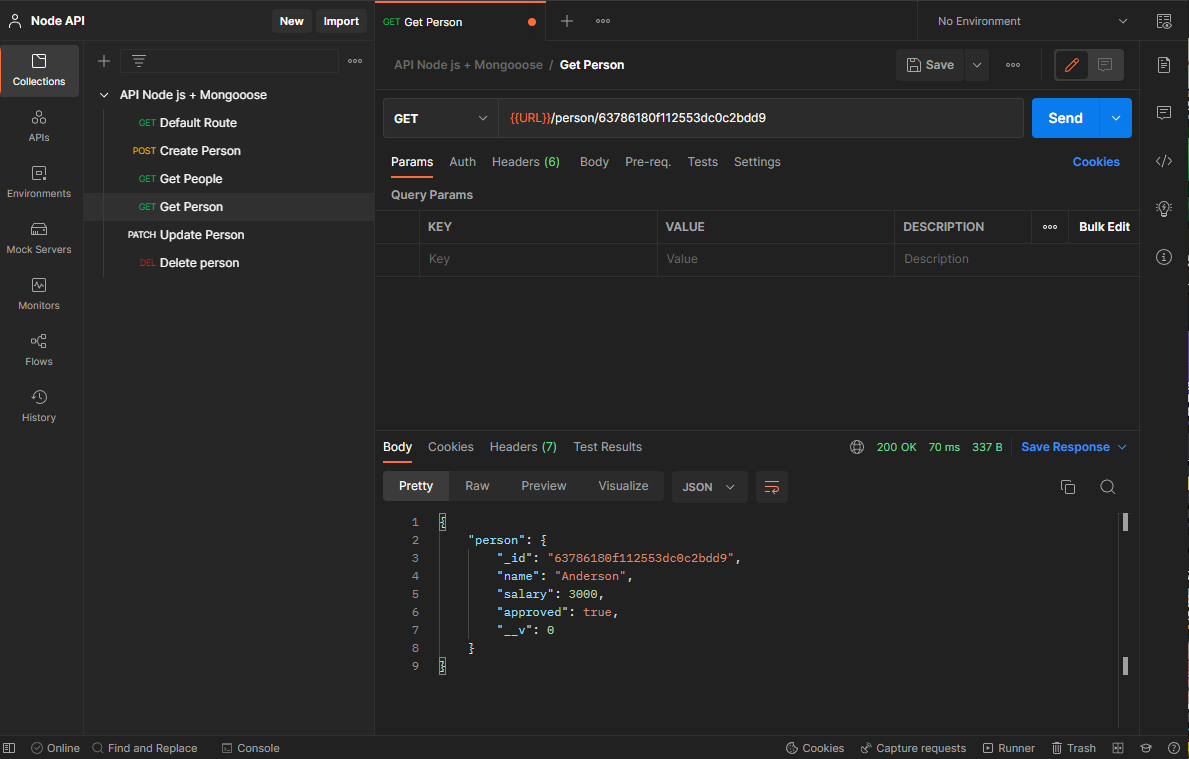 Node API
New
Import
GET Get Person
No Environment
Collections
APIs
Environments
Mock Servers
Monitors
Flows
History
API Node js + Mongooose
GET Default Route
POST Create Person
GET Get People
GET Get Person
PATCH Update Person
DEL Delete person
API Node js + Mongooose / Get Person
Save
GET
{{URL}}/person/63786180f112553dc0c2bdd9
Send
Params Auth Headers (6) Body Pre-req. Tests Settings
Cookies
Query Params
KEY VALUE DESCRIPTION Bulk Edit
Key Value Description
Body Cookies Headers (7) Test Results
200 OK 70 ms 337 B Save Response
Pretty Raw Preview Visualize JSON
1 {
2 "person": {
3 "_id": "63786180f112553dc0c2bdd9",
4 "name": "Anderson",
5 "salary": 3000,
6 "approved": true,
7 "__v": 0
8 }
9 }
Online Find and Replace Console
Cookies Capture requests Runner Trash